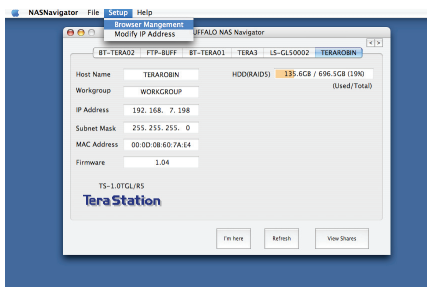 NASNavigator File Setup Help
Browser Mangement
Modify IP Address
UFFALO NAS Navigator
BT-TERA02 FTP-BUFF BT-TERA01 TERA3 LS-GL50002 TERAROBIN
Host Name TERAROBIN HDD(RAID5) 135.6GB / 696.5GB (19%)
(Used/Total)
Workgroup WORKGROUP
IP Address 192. 168. 7. 198
Subnet Mask 255. 255. 255. 0
MAC Address 00:0D:0B:60:7A:E4
Firmware 1.04
TS-1.0TGL/R5
TeraStation
I'm here Refresh View Shares